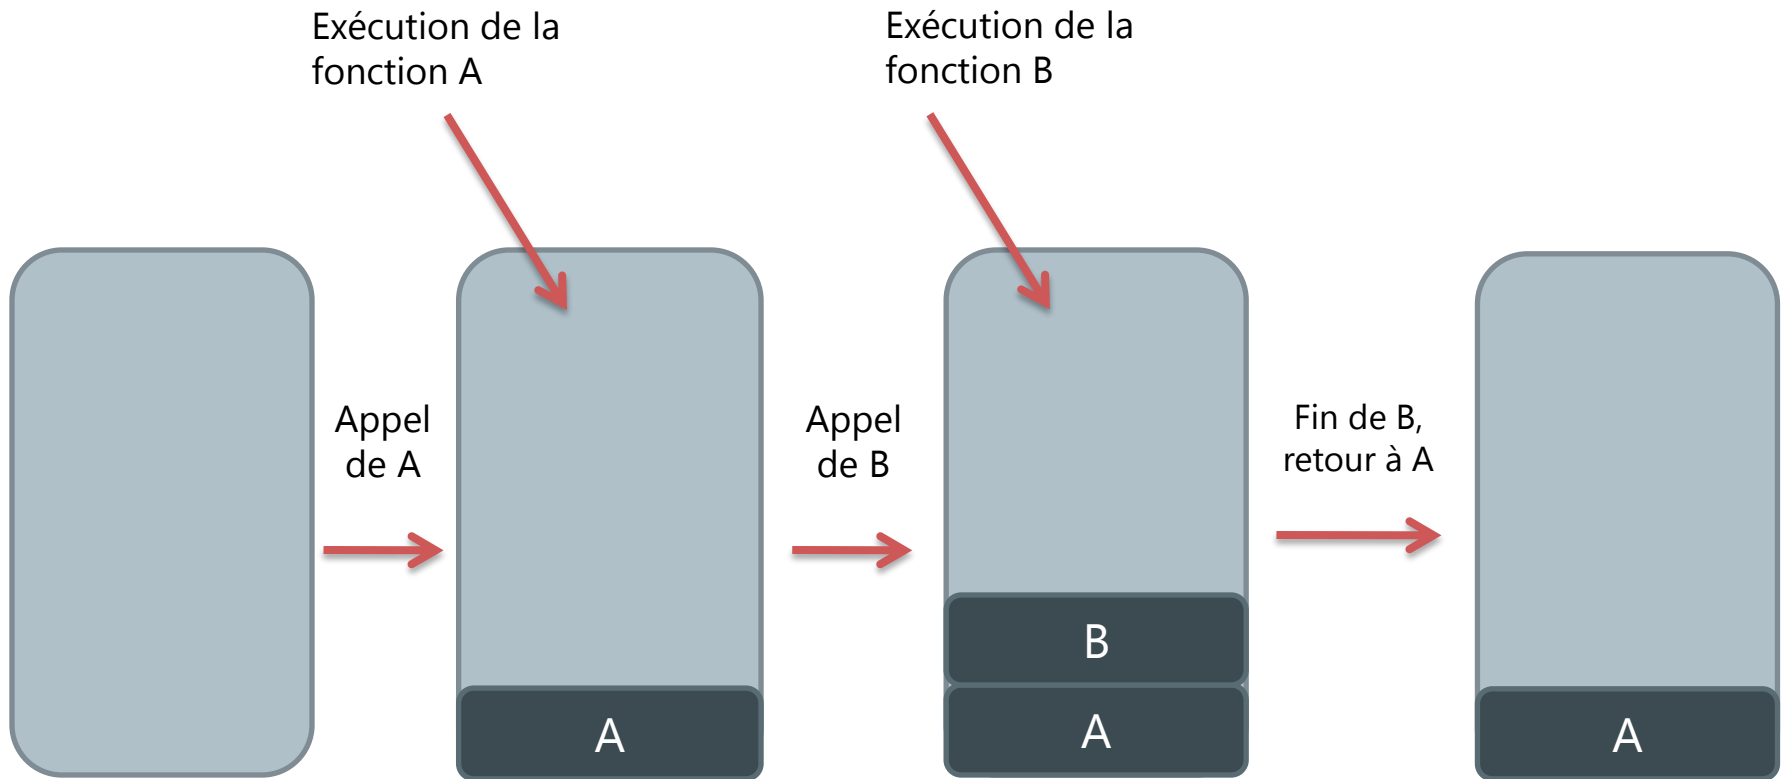 Exécution de la
fonction A
Exécution de la
fonction B
Appel
de A
Appel
de B
Fin de B,
retour à A
B
A
A
A